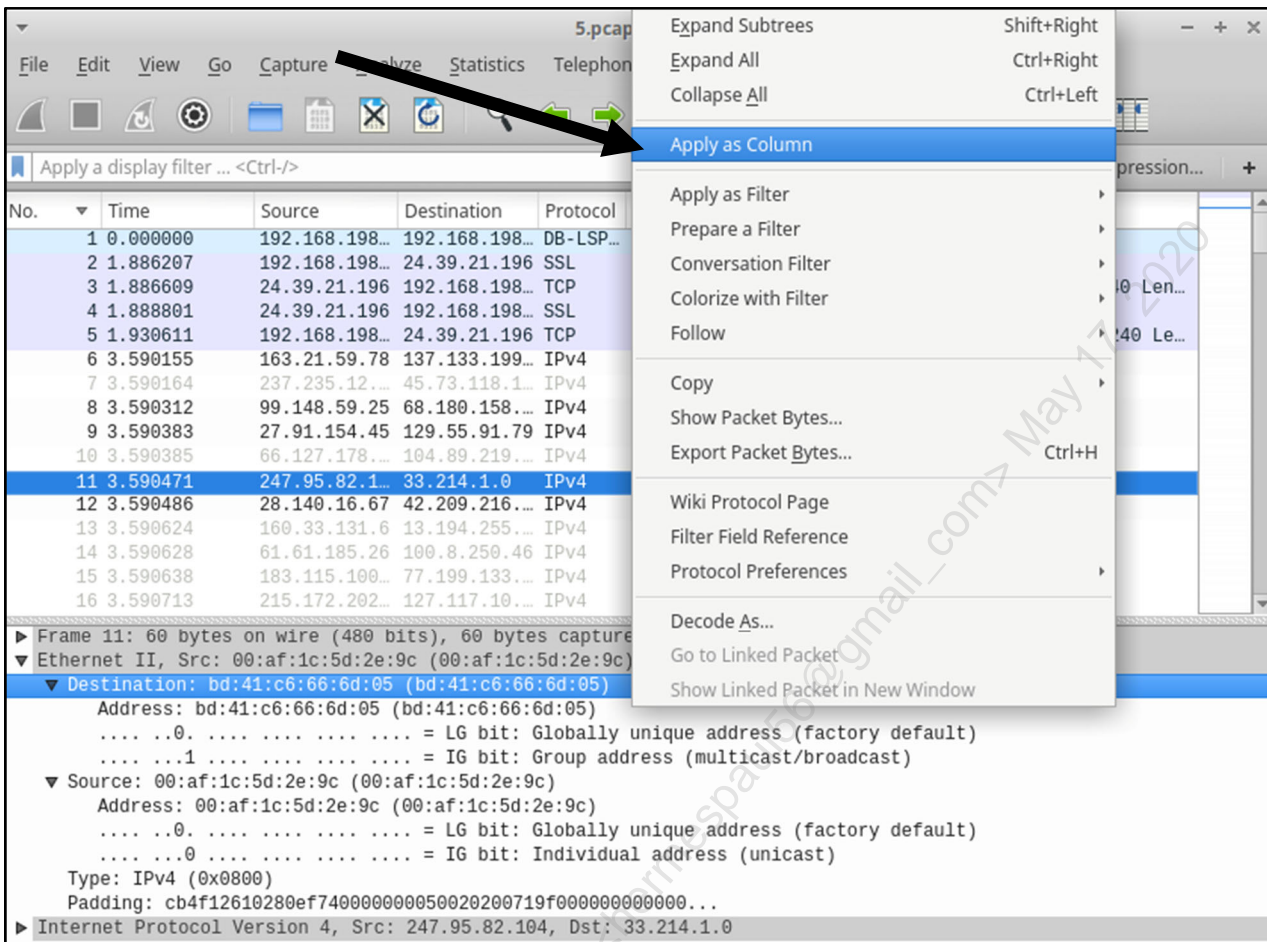 5.pcap
File Edit View Go Capture Statistics Telephon
Apply a display filter ... <Ctrl-/>
pression... +
No. Time Source Destination Protocol
1 0.000000 192.168.198… 192.168.198… DB-LSP…
2 1.886207 192.168.198… 24.39.21.196 SSL
3 1.886609 24.39.21.196 192.168.198… TCP
Len…
4 1.888801 24.39.21.196 192.168.198… SSL
5 1.930611 192.168.198… 24.39.21.196 TCP
240 Le…
6 3.590155 163.21.59.78 137.133.199… IPv4
7 3.590164 237.235.12.… 45.73.118.1… IPv4
8 3.590312 99.148.59.25 68.180.158.… IPv4
9 3.590383 27.91.154.45 129.55.91.79 IPv4
10 3.590385 66.127.178.… 104.89.219.… IPv4
11 3.590471 247.95.82.1… 33.214.1.0 IPv4
12 3.590486 28.140.16.67 42.209.216.… IPv4
13 3.590624 160.33.131.6 13.194.255.… IPv4
14 3.590628 61.61.185.26 100.8.250.46 IPv4
15 3.590638 183.115.100… 77.199.133.… IPv4
16 3.590713 215.172.202… 127.117.10.… IPv4
Expand Subtrees Shift+Right
Expand All Ctrl+Right
Collapse All Ctrl+Left
Apply as Column
Apply as Filter
Prepare a Filter
Conversation Filter
Colorize with Filter
Follow
Copy
Show Packet Bytes...
Export Packet Bytes... Ctrl+H
Wiki Protocol Page
Filter Field Reference
Protocol Preferences
Decode As...
Go to Linked Packet
Show Linked Packet in New Window
Frame 11: 60 bytes on wire (480 bits), 60 bytes capture
Ethernet II, Src: 00:af:1c:5d:2e:9c (00:af:1c:5d:2e:9c)
Destination: bd:41:c6:66:6d:05 (bd:41:c6:66:6d:05)
Address: bd:41:c6:66:6d:05 (bd:41:c6:66:6d:05)
.... ..0. .... .... .... .... = LG bit: Globally unique address (factory default)
.... ...1 .... .... .... .... = IG bit: Group address (multicast/broadcast)
Source: 00:af:1c:5d:2e:9c (00:af:1c:5d:2e:9c)
Address: 00:af:1c:5d:2e:9c (00:af:1c:5d:2e:9c)
.... ..0. .... .... .... .... = LG bit: Globally unique address (factory default)
.... ...0 .... .... .... .... = IG bit: Individual address (unicast)
Type: IPv4 (0x0800)
Padding: cb4f12610280ef740000000050020200719f000000000000...
Internet Protocol Version 4, Src: 247.95.82.104, Dst: 33.214.1.0
hermespaul56@gmail_com> May 17, 2020